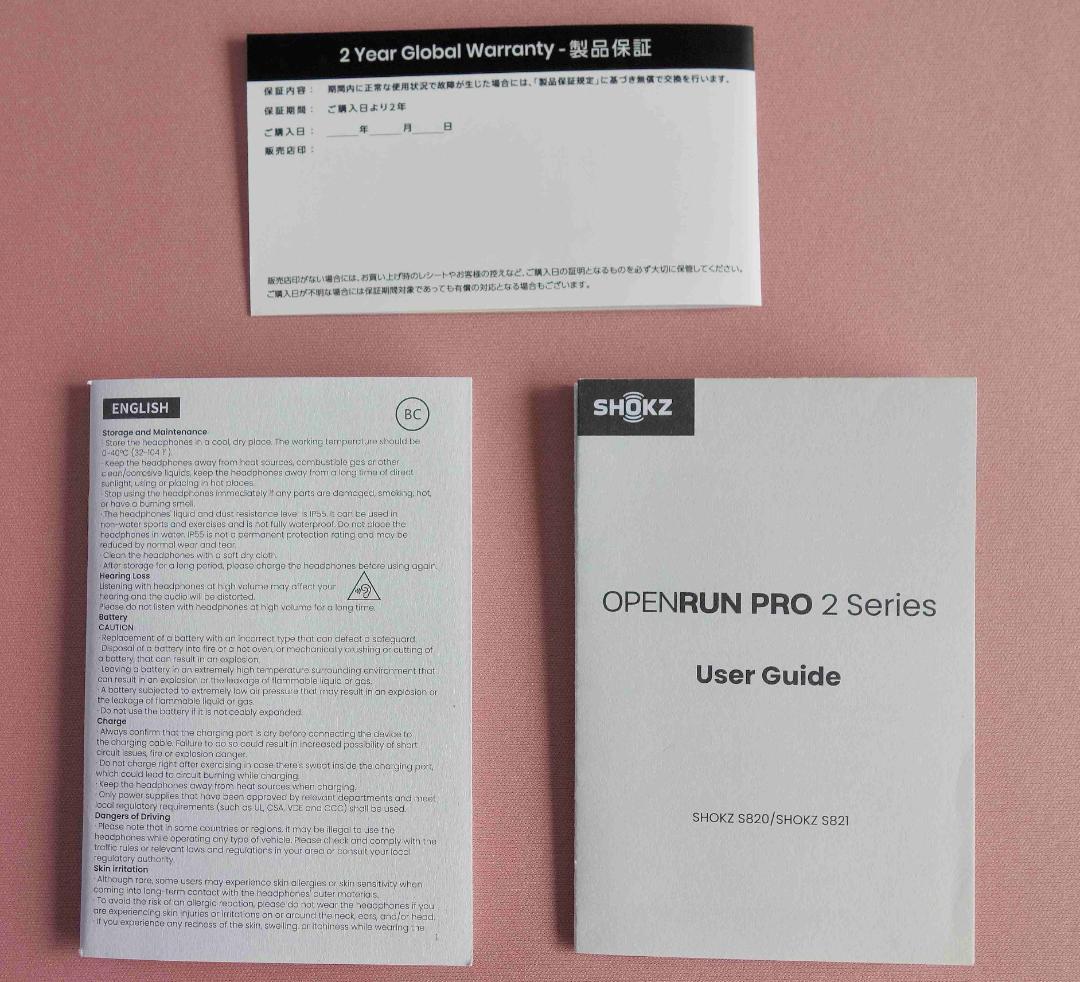 2 Year Global Warranty - 製品保証
保証内容： 期間内に正常な使用状況で故障が生じた場合には、「製品保証規定」に基づき無償で交換を行います。
保証期間： ご購入日より2年
ご購入日： _____年_____月_____日
販売店印：
販売店印がない場合には、お買い上げ時のレシートやお客様の控えなど、ご購入日の証明となるものを必ず大切に保管してください。
ご購入日が不明な場合には保証期間対象であっても有償の対応となる場合もございます。
ENGLISH
BC
Storage and Maintenance
· Store the headphones in a cool, dry place. The working temperature should be
0-40°C (32-104°F).
· Keep the headphones away from heat sources, combustible gas or other
clean/corrosive liquids, keep the headphones away from a long time of direct
sunlight, using or placing in hot places.
· Stop using the headphones immediately if any parts are damaged, smoking, hot,
or have a burning smell.
· The headphones' liquid and dust resistance level is IP55. It can be used in
non-water sports and exercises and is not fully waterproof. Do not place the
headphones in water. IP55 is not a permanent protection rating and may be
reduced by normal wear and tear.
· Clean the headphones with a soft dry cloth.
· After storage for a long period, please charge the headphones before using again.
Hearing Loss
Listening with headphones at high volume may affect your
hearing and the audio will be distorted.
Please do not listen with headphones at high volume for a long time.
Battery
CAUTION
· Replacement of a battery with an incorrect type that can defeat a safeguard.
· Disposal of a battery into fire or a hot oven, or mechanically crushing or cutting of
a battery, that can result in an explosion.
· Leaving a battery in an extremely high temperature surrounding environment that
can result in an explosion or the leakage of flammable liquid or gas.
· A battery subjected to extremely low air pressure that may result in an explosion or
the leakage of flammable liquid or gas.
· Do not use the battery if it is noticeably expanded.
Charge
· Always confirm that the charging port is dry before connecting the device to
the charging cable. Failure to do so could result in increased possibility of short
circuit issues, fire or explosion danger.
· Do not charge right after exercising in case there's sweat inside the charging port,
which could lead to circuit burning while charging.
· Keep the headphones away from heat sources when charging.
· Only power supplies that have been approved by relevant departments and meet
local regulatory requirements (such as UL, CSA, VDE and CCC) shall be used.
Dangers of Driving
· Please note that in some countries or regions, it may be illegal to use the
headphones while operating any type of vehicle. Please check and comply with the
traffic rules or relevant laws and regulations in your area or consult your local
regulatory authority.
Skin irritation
· Although rare, some users may experience skin allergies or skin sensitivity when
coming into long-term contact with the headphones' outer materials.
· To avoid the risk of an allergic reaction, please do not wear the headphones if you
are experiencing skin injuries or irritations on or around the neck, ears, and/or head.
· If you experience any redness of the skin, swelling, or itchiness while wearing the
1
SHOKZ
OPENRUN PRO 2 Series
User Guide
SHOKZ S820/SHOKZ S821